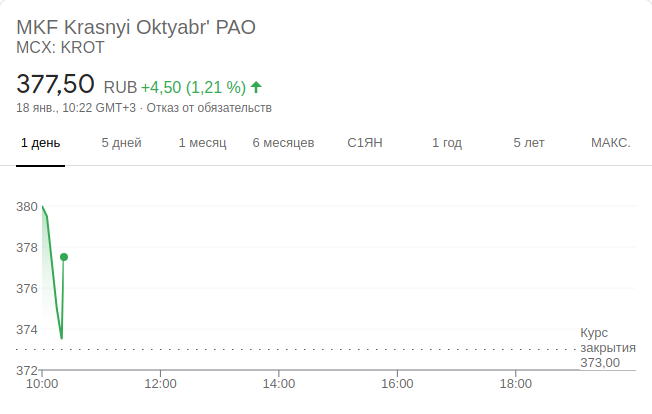 MKF Krasnyi Oktyabr' PAO
MCX: KROT
377,50 RUB +4,50 (1,21 %)
18 янв., 10:22 GMT+3 · Отказ от обязательств
1 день 5 дней 1 месяц 6 месяцев С1ЯН 1 год 5 лет МАКС.
380
378
376
374
Курс
закрытия
373,00
372
10:00 12:00 14:00 16:00 18:00